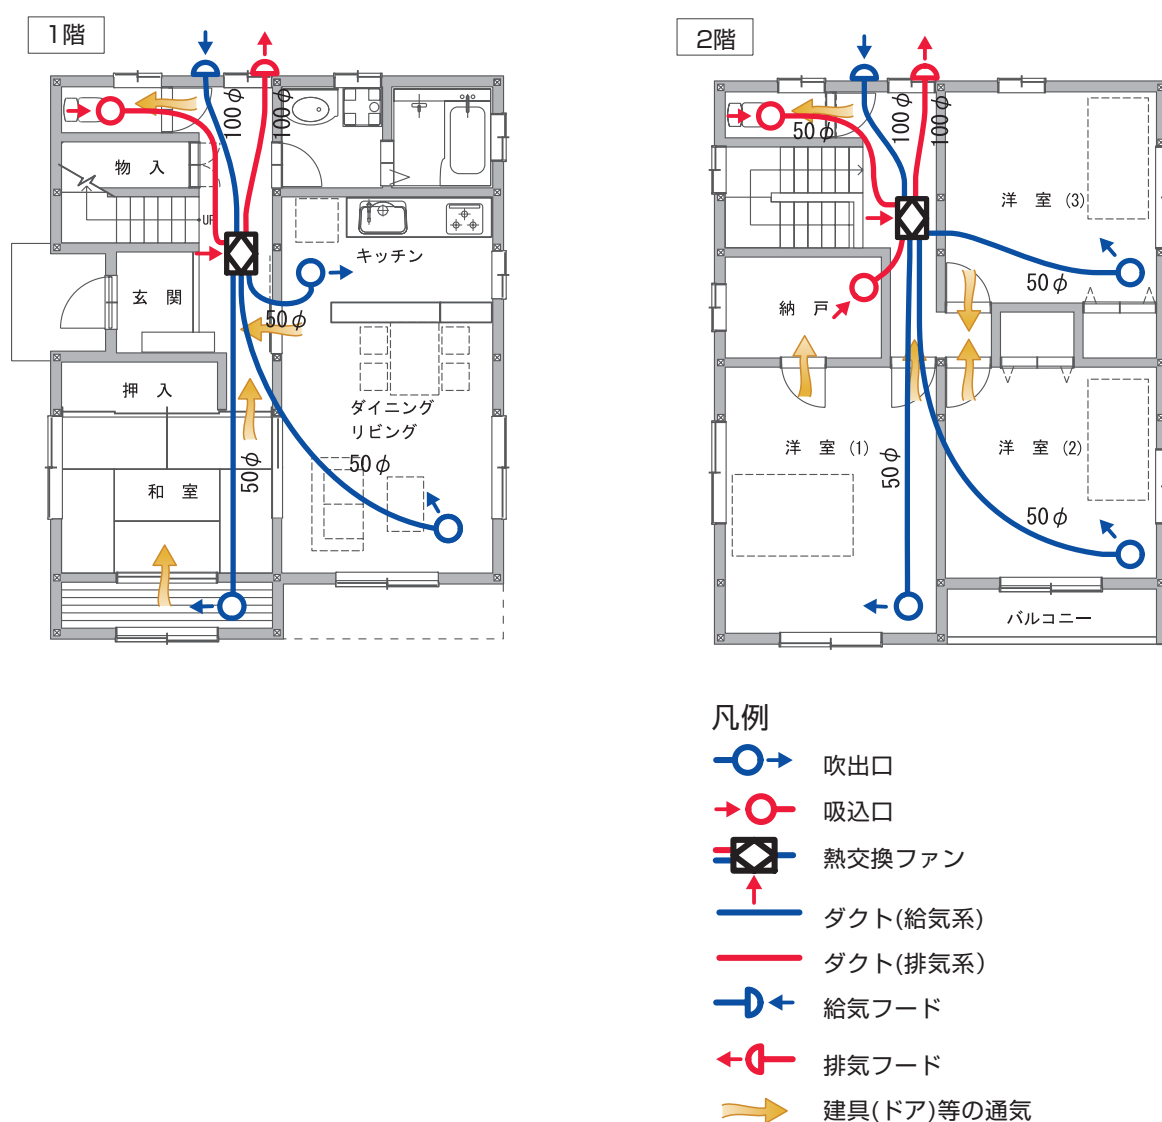 1階
100φ
100φ
物 入
UP
キッチン
玄 関
50φ
押 入
ダイニング
リビング
50φ
50φ
和 室
2階
50φ
100φ
100φ
洋 室 (3)
50φ
納 戸
洋 室 (1)
50φ
洋 室 (2)
50φ
バルコニー
凡例
吹出口
吸込口
熱交換ファン
ダクト(給気系)
ダクト(排気系)
給気フード
排気フード
建具(ドア)等の通気